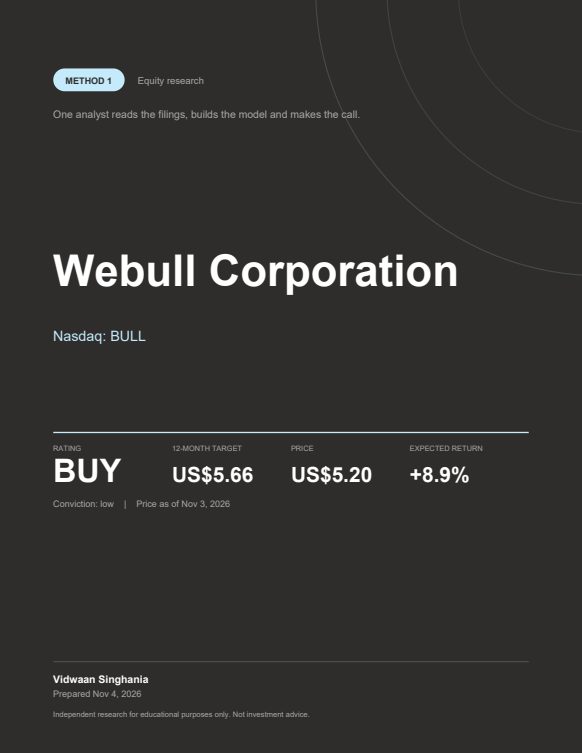 METHOD 1 Equity research
One analyst reads the filings, builds the model and makes the call.
Webull Corporation
Nasdaq: BULL
RATING 12-MONTH TARGET PRICE EXPECTED RETURN
BUY US$5.66 US$5.20 +8.9%
Conviction: low | Price as of Nov 3, 2026
Vidwaan Singhania
Prepared Nov 4, 2026
Independent research for educational purposes only. Not investment advice.